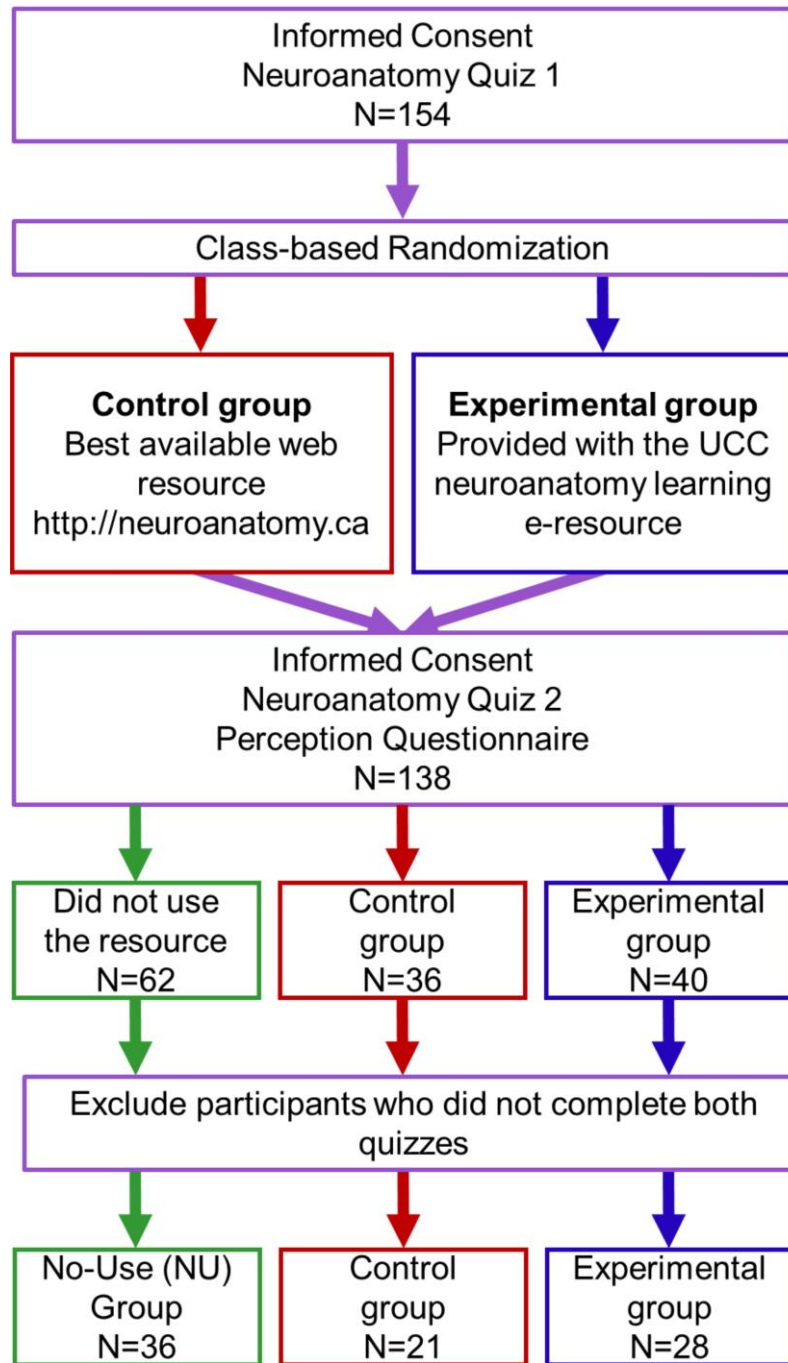 Informed Consent
Neuroanatomy Quiz 1
N=154
Class-based Randomization
Control group
Best available web
resource
http://neuroanatomy.ca
Experimental group
Provided with the UCC
neuroanatomy learning
e-resource
Informed Consent
Neuroanatomy Quiz 2
Perception Questionnaire
N=138
Did not use
the resource
N=62
Control
group
N=36
Experimental
group
N=40
Exclude participants who did not complete both
quizzes
No-Use (NU)
Group
N=36
Control
group
N=21
Experimental
group
N=28